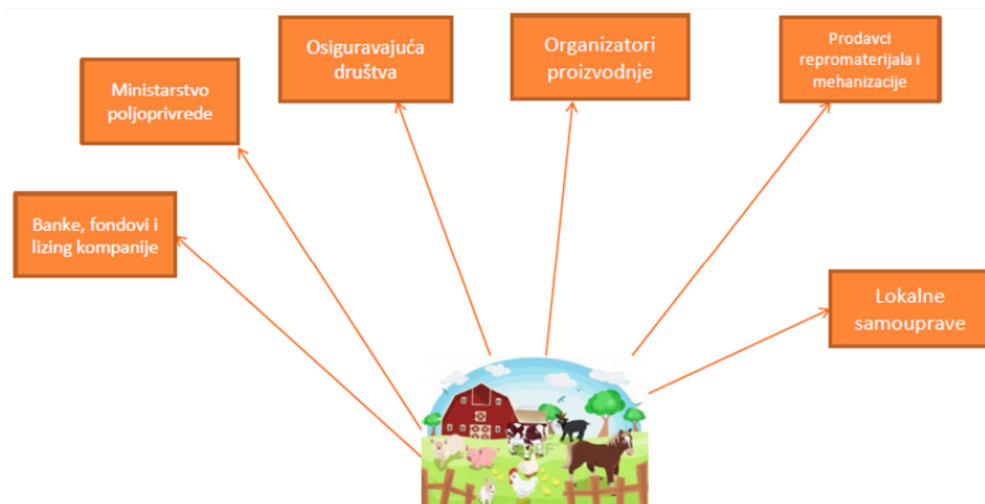 Osiguravajuća
društva
Organizatori
proizvodnje
Prodavci
repromaterijala i
mehanizacije
Ministarstvo
poljoprivrede
Banke, fondovi i
lizing kompanije
Lokalne
samouprave